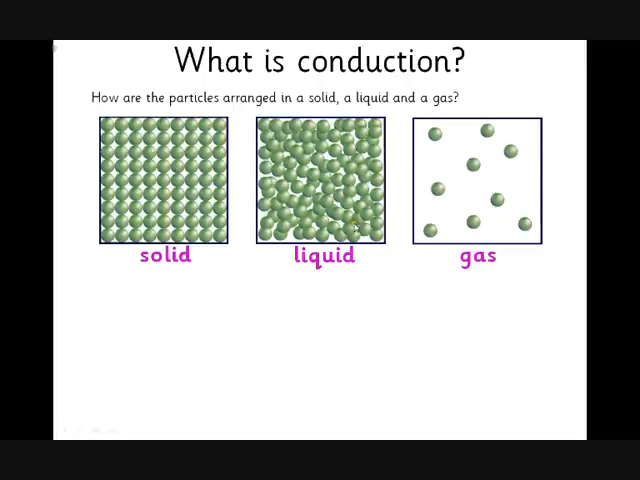 What is conduction?
How are the particles arranged in a solid, a liquid and a gas?
solid
liquid
gas